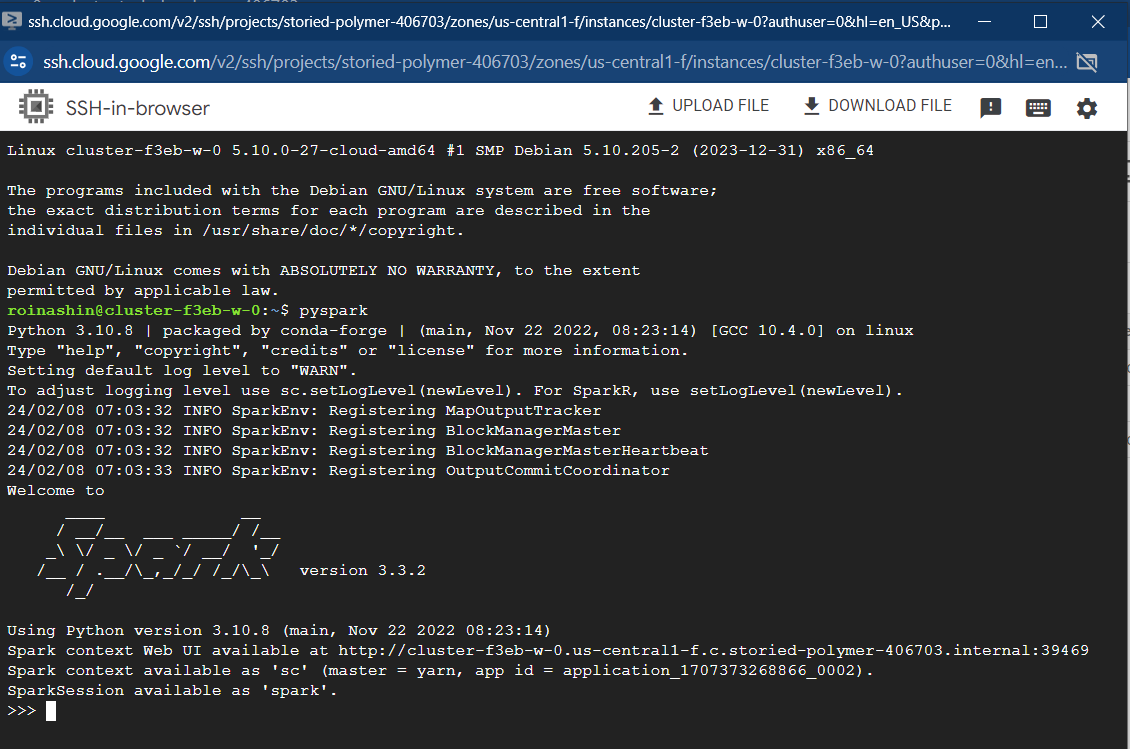 ssh.cloud.google.com/v2/ssh/projects/storied-polymer-406703/zones/us-central1-f/instances/cluster-f3eb-w-0?authuser=0&hl=en_US&p...
ssh.cloud.google.com/v2/ssh/projects/storied-polymer-406703/zones/us-central1-f/instances/cluster-f3eb-w-0?authuser=0&hl=en...
SSH-in-browser UPLOAD FILE DOWNLOAD FILE
Linux cluster-f3eb-w-0 5.10.0-27-cloud-amd64 #1 SMP Debian 5.10.205-2 (2023-12-31) x86_64
The programs included with the Debian GNU/Linux system are free software;
the exact distribution terms for each program are described in the
individual files in /usr/share/doc/*/copyright.
Debian GNU/Linux comes with ABSOLUTELY NO WARRANTY, to the extent
permitted by applicable law.
roinashin@cluster-f3eb-w-0:~$ pyspark
Python 3.10.8 | packaged by conda-forge | (main, Nov 22 2022, 08:23:14) [GCC 10.4.0] on linux
Type "help", "copyright", "credits" or "license" for more information.
Setting default log level to "WARN".
To adjust logging level use sc.setLogLevel(newLevel). For SparkR, use setLogLevel(newLevel).
24/02/08 07:03:32 INFO SparkEnv: Registering MapOutputTracker
24/02/08 07:03:32 INFO SparkEnv: Registering BlockManagerMaster
24/02/08 07:03:32 INFO SparkEnv: Registering BlockManagerMasterHeartbeat
24/02/08 07:03:33 INFO SparkEnv: Registering OutputCommitCoordinator
Welcome to
      ____              __
     / __/__  ___ _____/ /__
    _\ \/ _ \/ _ `/ __/  '_/
   /__ / .__/\_,_/_/ /_/\_\   version 3.3.2
      /_/
Using Python version 3.10.8 (main, Nov 22 2022 08:23:14)
Spark context Web UI available at http://cluster-f3eb-w-0.us-central1-f.c.storied-polymer-406703.internal:39469
Spark context available as 'sc' (master = yarn, app id = application_1707373268866_0002).
SparkSession available as 'spark'.
>>>